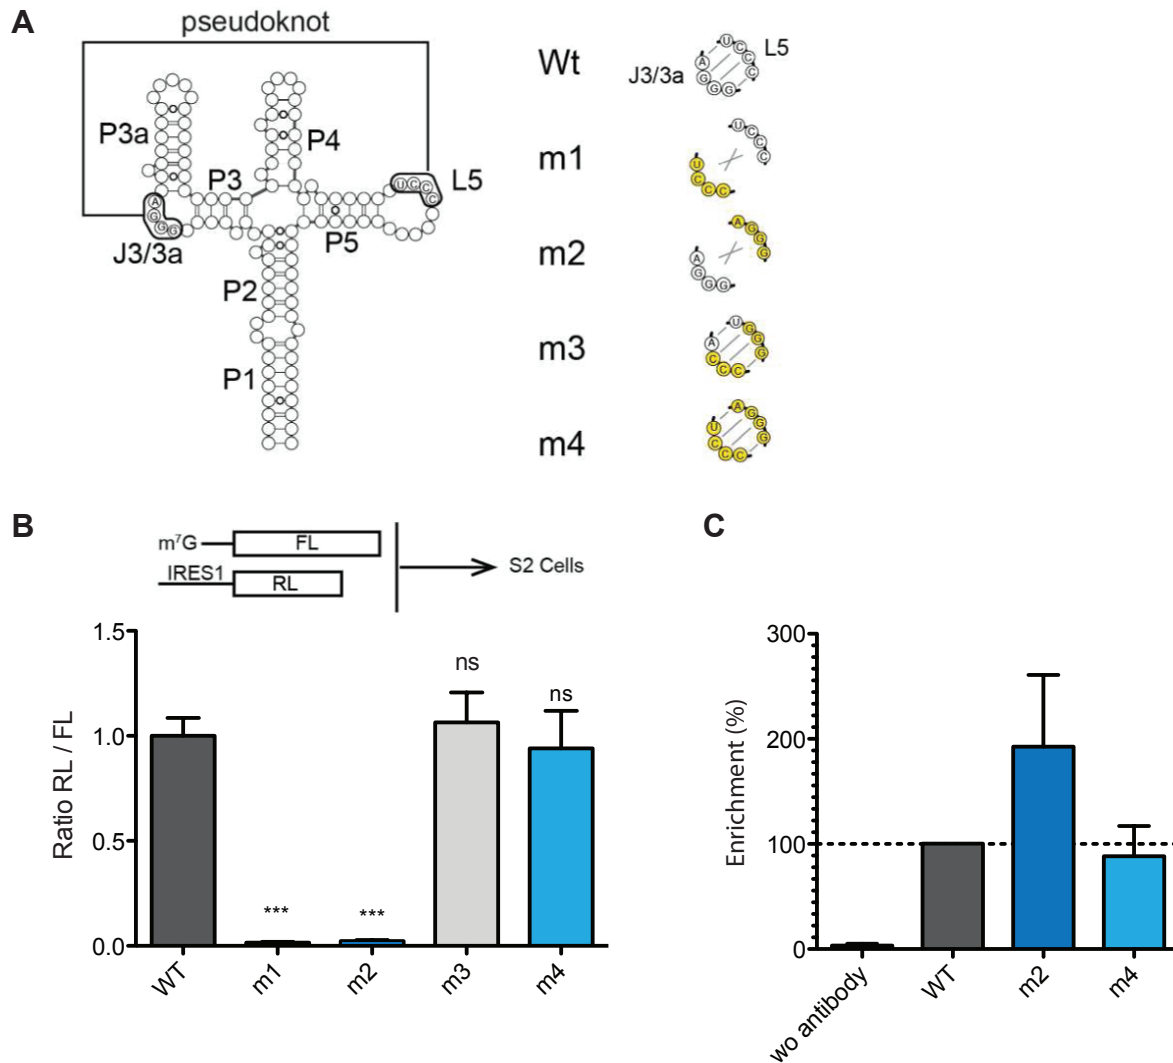 A
pseudoknot
P3a
P3
P4
L5
J3/3a
P5
P2
P1
A
G
G
G
U
C
C
C
Wt
J3/3a
L5
A
G
G
G
U
C
C
C
m1
U
C
C
C
U
C
C
C
m2
A
G
G
G
A
G
G
G
m3
A
C
C
C
U
G
G
G
m4
U
C
C
C
A
G
G
G
B
m⁷G
FL
IRES1
RL
S2 Cells
Ratio RL / FL
1.5
1.0
0.5
0.0
***
***
ns
ns
WT
m1
m2
m3
m4
C
Enrichment (%)
300
200
100
0
wo antibody
WT
m2
m4